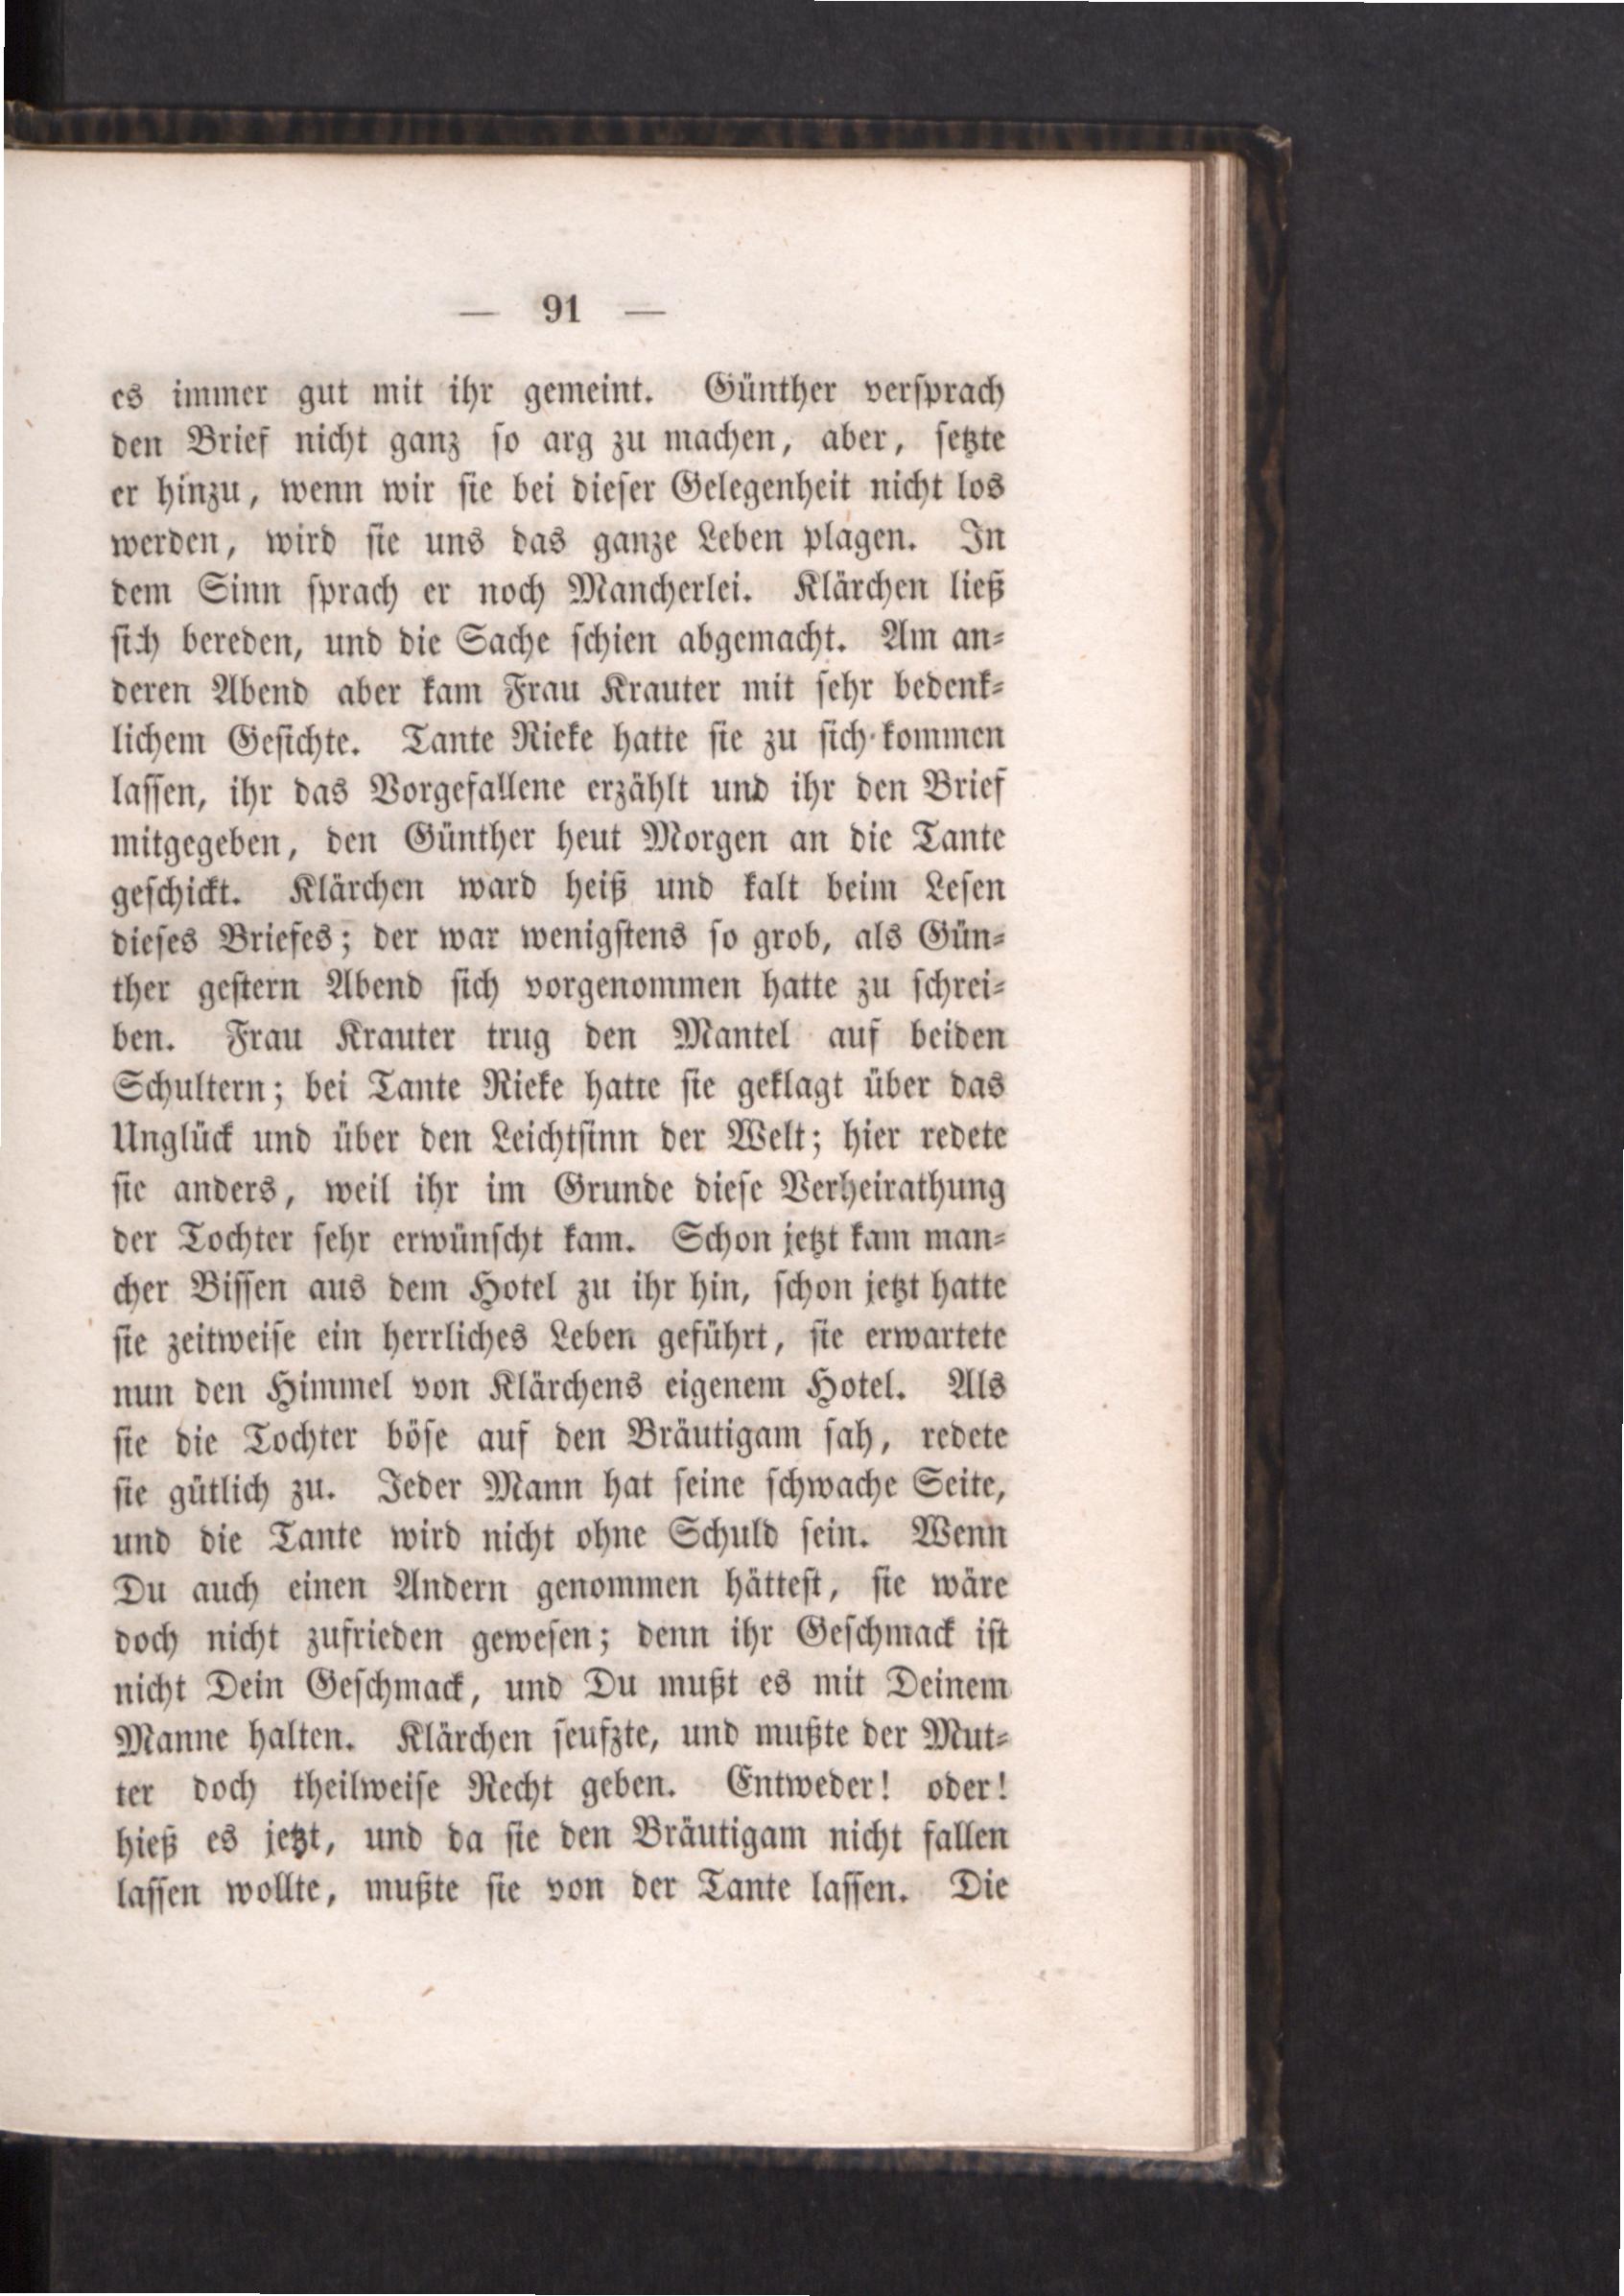 — 91 —
es immer gut mit ihr gemeint. Günther versprach
den Brief nicht ganz so arg zu machen, aber, setzte
er hinzu, wenn wir sie bei dieser Gelegenheit nicht los
werden, wird sie uns das ganze Leben plagen. In
dem Sinn sprach er noch Mancherlei. Klärchen ließ
sich bereden, und die Sache schien abgemacht. Am an-
deren Abend aber kam Frau Krauter mit sehr bedenk-
lichem Gesichte. Tante Rieke hatte sie zu sich kommen
lassen, ihr das Vorgefallene erzählt und ihr den Brief
mitgegeben, den Günther heut Morgen an die Tante
geschickt. Klärchen ward heiß und kalt beim Lesen
dieses Briefes; der war wenigstens so grob, als Gün-
ther gestern Abend sich vorgenommen hatte zu schrei-
ben. Frau Krauter trug den Mantel auf beiden
Schultern; bei Tante Rieke hatte sie geklagt über das
Unglück und über den Leichtsinn der Welt; hier redete
sie anders, weil ihr im Grunde diese Verheirathung
der Tochter sehr erwünscht kam. Schon jetzt kam man-
cher Bissen aus dem Hotel zu ihr hin, schon jetzt hatte
sie zeitweise ein herrliches Leben geführt, sie erwartete
nun den Himmel von Klärchens eigenem Hotel. Als
sie die Tochter böse auf den Bräutigam sah, redete
sie gütlich zu. Jeder Mann hat seine schwache Seite,
und die Tante wird nicht ohne Schuld sein. Wenn
Du auch einen Andern genommen hättest, sie wäre
doch nicht zufrieden gewesen; denn ihr Geschmack ist
nicht Dein Geschmack, und Du mußt es mit Deinem
Manne halten. Klärchen seufzte, und mußte der Mut-
ter doch theilweise Recht geben. Entweder! oder!
hieß es jetzt, und da sie den Bräutigam nicht fallen
lassen wollte, mußte sie von der Tante lassen. Die